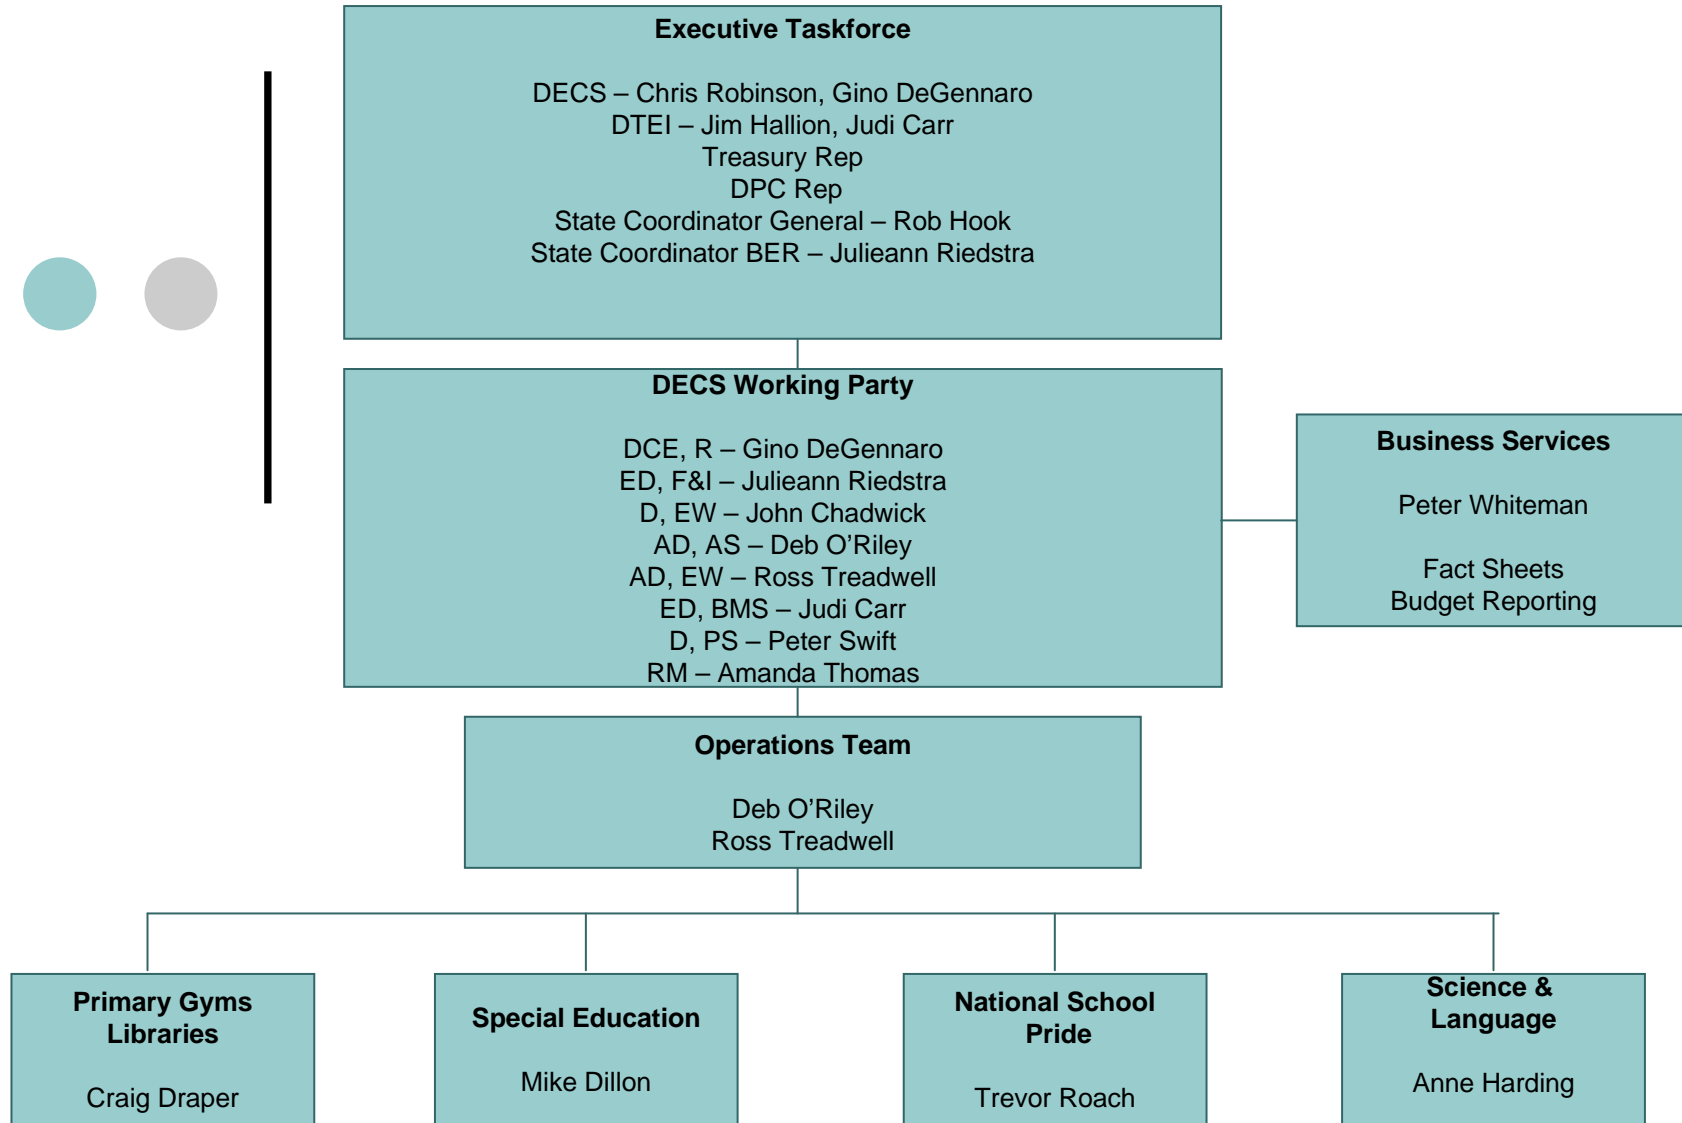 Executive Taskforce
DECS – Chris Robinson, Gino DeGennaro
DTEI – Jim Hallion, Judi Carr
Treasury Rep
DPC Rep
State Coordinator General – Rob Hook
State Coordinator BER – Julieann Riedstra
DECS Working Party
DCE, R – Gino DeGennaro
ED, F&I – Julieann Riedstra
D, EW – John Chadwick
AD, AS – Deb O’Riley
AD, EW – Ross Treadwell
ED, BMS – Judi Carr
D, PS – Peter Swift
RM – Amanda Thomas
Business Services
Peter Whiteman
Fact Sheets
Budget Reporting
Operations Team
Deb O’Riley
Ross Treadwell
Primary Gyms
Libraries
Craig Draper
Special Education
Mike Dillon
National School
Pride
Trevor Roach
Science &
Language
Anne Harding